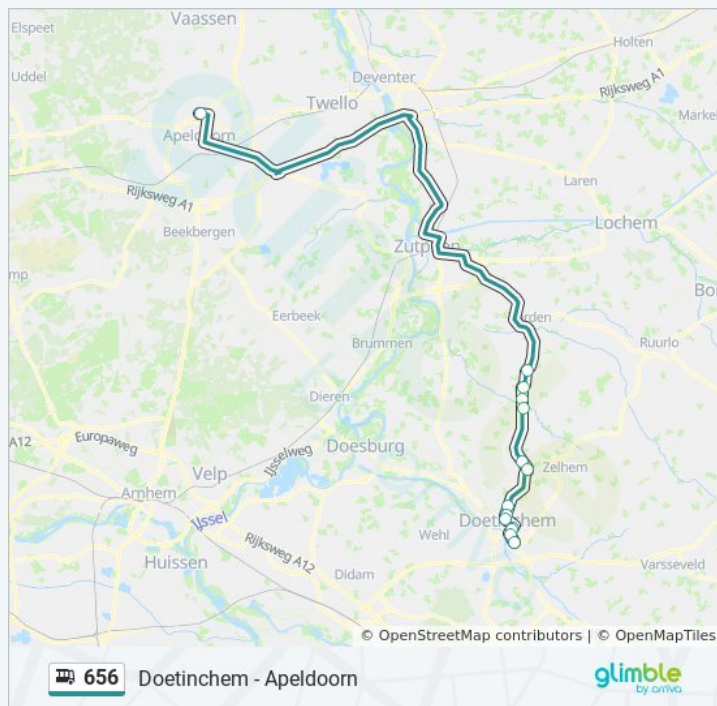 Elspeet
Vaassen
Holten
Uddel
Deventer
Rijksweg A1
Twello
Marke
Apeldoorn
Laren
Rijksweg A1
Lochem
Beekbergen
Zutphen
mp
Bo
Eerbeek
rden
Ruurlo
Brummen
Dieren
A12
Europaweg
Doesburg
IJsselweg
Velp
Zelhem
Arnhem
Doetinchem
IJssel
Wehl
Rijksweg A12
Huissen
Varsseveld
Didam
© OpenStreetMap contributors | © OpenMapTiles
656 Doetinchem - Apeldoorn
glimble
by arriva